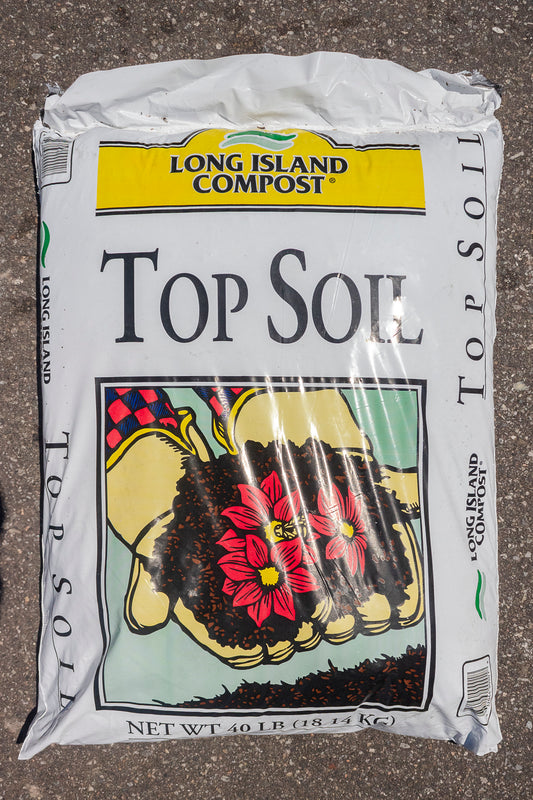 LONG ISLAND
COMPOST®
TOP SOIL
NET WT 40 LB (18.14 KG)
LONG ISLAND
TOP SOIL
TOP SOIL
LONG ISLAND
COMPOST®